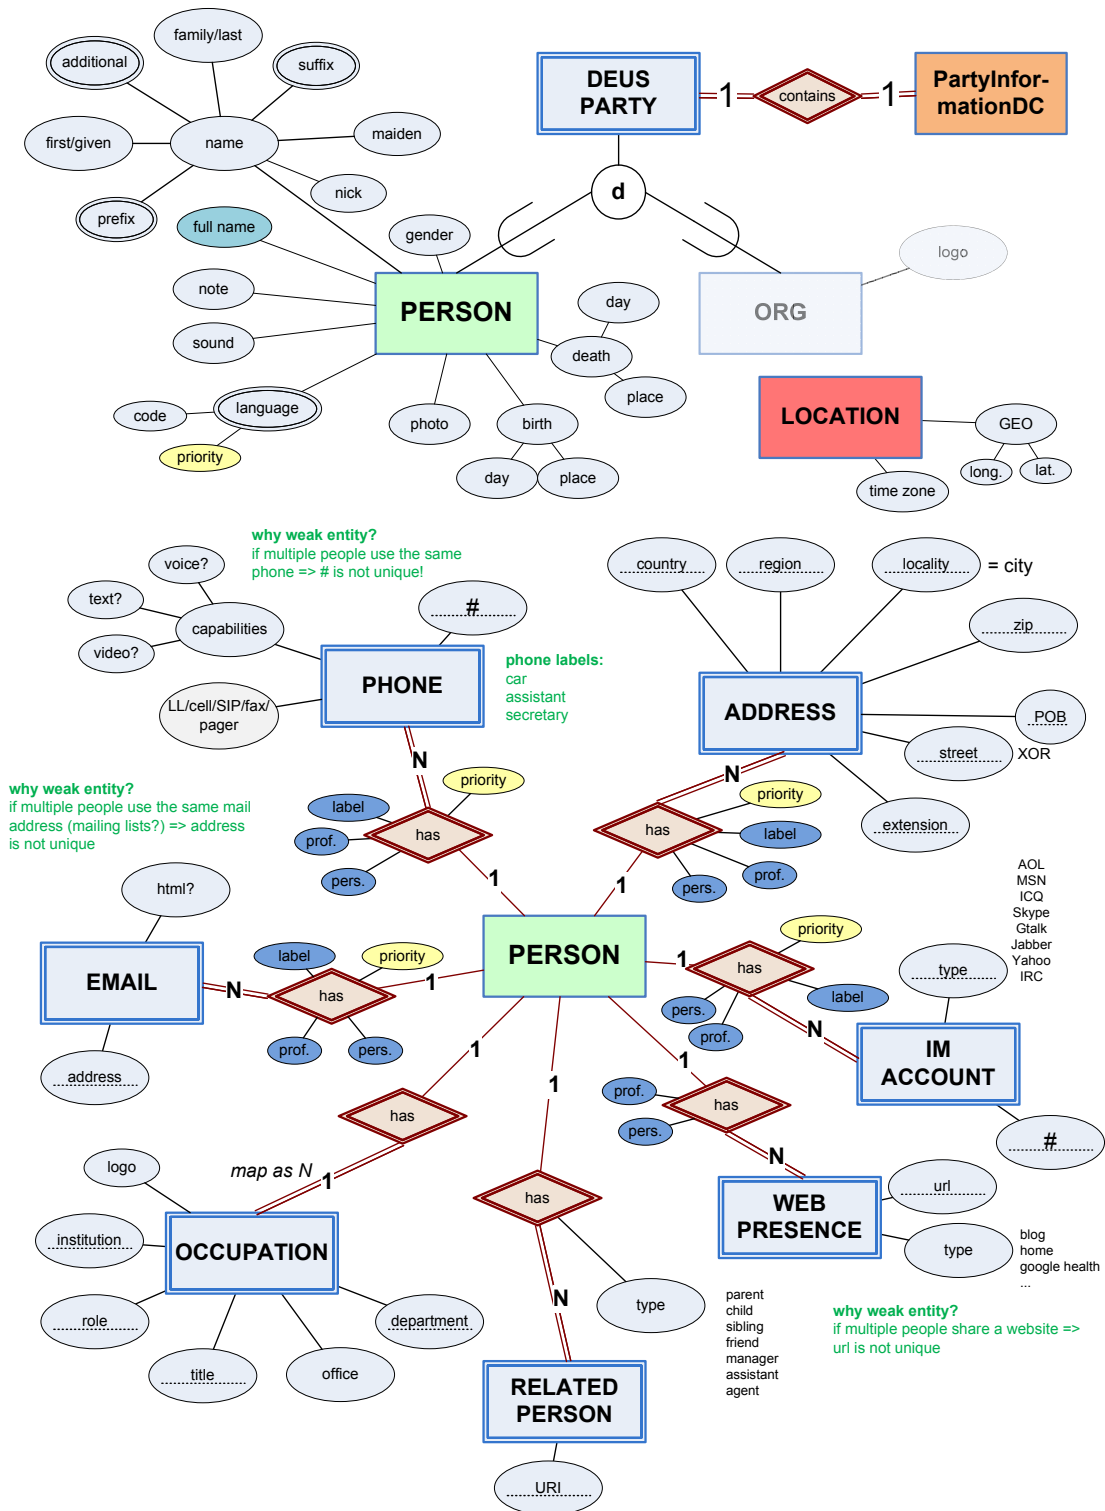 family/last
additional
suffix
first/given
name
maiden
nick
prefix
full name
gender
note
sound
PERSON
code
language
priority
photo
birth
day
place
death
day
place
DEUS
PARTY
1
contains
1
PartyInfor-
mationDC
d
logo
ORG
LOCATION
GEO
long.
lat.
time zone
why weak entity?
if multiple people use the same
phone => # is not unique!
voice?
text?
capabilities
video?
#
PHONE
LL/cell/SIP/fax/
pager
phone labels:
car
assistant
secretary
N
priority
label
has
prof.
pers.
1
country
region
locality
= city
zip
ADDRESS
POB
street
XOR
extension
N
priority
has
label
prof.
pers.
1
why weak entity?
if multiple people use the same mail
address (mailing lists?) => address
is not unique
html?
EMAIL
address
N
label
priority
has
1
prof.
pers.
PERSON
1
priority
has
label
pers.
prof.
N
AOL
MSN
ICQ
Skype
Gtalk
Jabber
Yahoo
IRC
type
IM
ACCOUNT
#
1
has
map as N
1
logo
institution
OCCUPATION
role
title
office
department
1
has
N
type
parent
child
sibling
friend
manager
assistant
agent
RELATED
PERSON
URI
1
prof.
has
pers.
N
WEB
PRESENCE
url
type
blog
home
google health
...
why weak entity?
if multiple people share a website =>
url is not unique